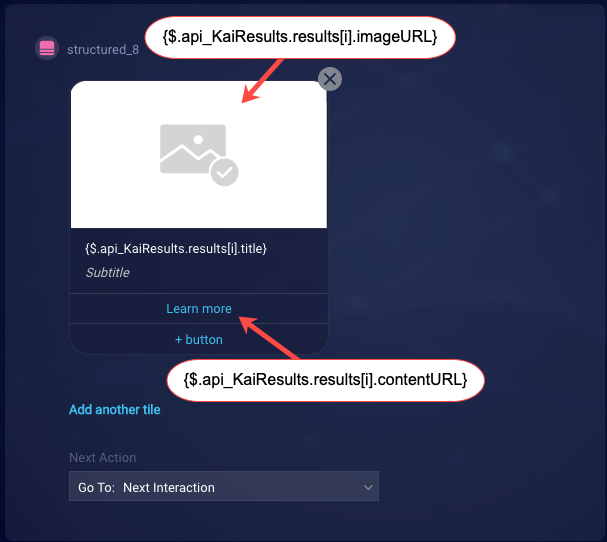 {$.api_KaiResults.results[i].imageURL}
structured_8
{$.api_KaiResults.results[i].title}
Subtitle
Learn more
+ button
{$.api_KaiResults.results[i].contentURL}
Add another tile
Next Action
Go To: Next Interaction